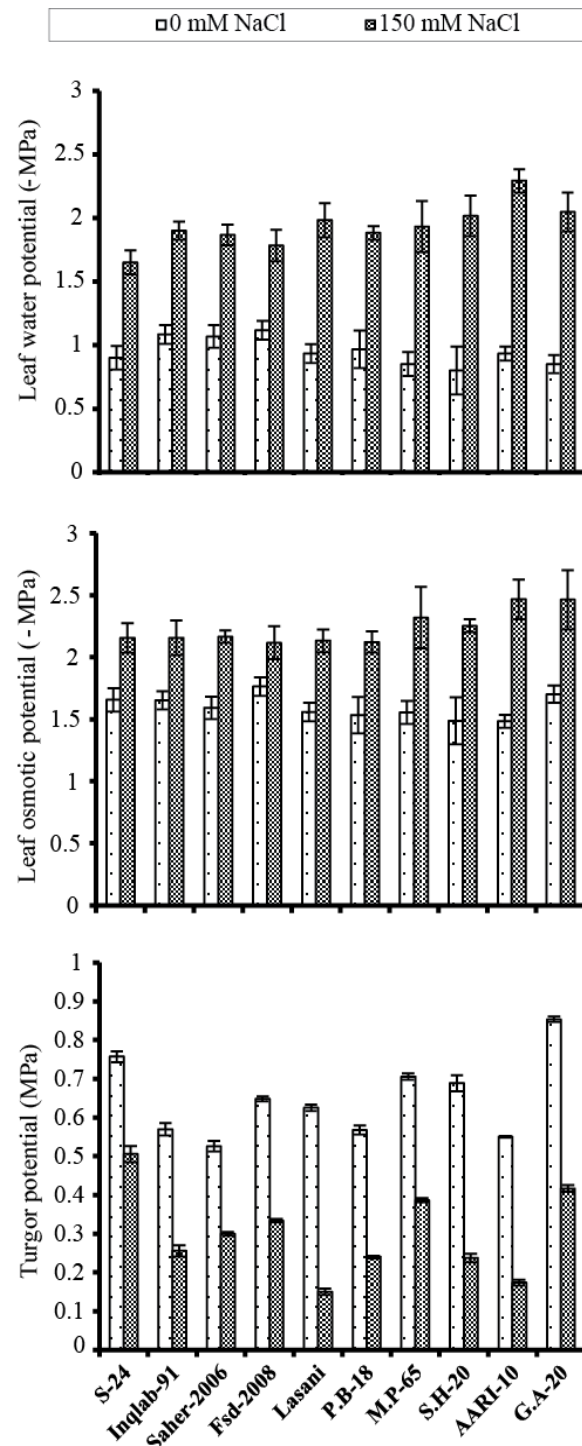 0 mM NaCl 150 mM NaCl
3
2.5
2
1.5
1
0.5
0
Leaf water potential (-MPa)
3
2.5
2
1.5
1
0.5
0
Leaf osmotic potential (-MPa)
1
0.9
0.8
0.7
0.6
0.5
0.4
0.3
0.2
0.1
0
Turgor potential (MPa)
S-24
Inqlab-91
Saher-2006
Fsd-2008
Lasani
P.B-18
M.P-65
S.H-20
AARI-10
G.A-20